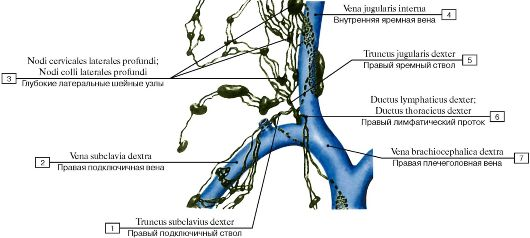 Vena jugularis interna
Внутренняя яремная вена
4
Nodi cervicales laterales profundi;
Nodi colli laterales profundi
Глубокие латеральные шейные узлы
3
Truncus jugularis dexter
Правый яремный ствол
5
Ductus lymphaticus dexter;
Ductus thoracicus dexter
Правый лимфатический проток
6
Vena subclavia dextra
Правая подключичная вена
2
Vena brachiocephalica dextra
Правая плечеголовная вена
7
Truncus subclavius dexter
Правый подключичный ствол
1